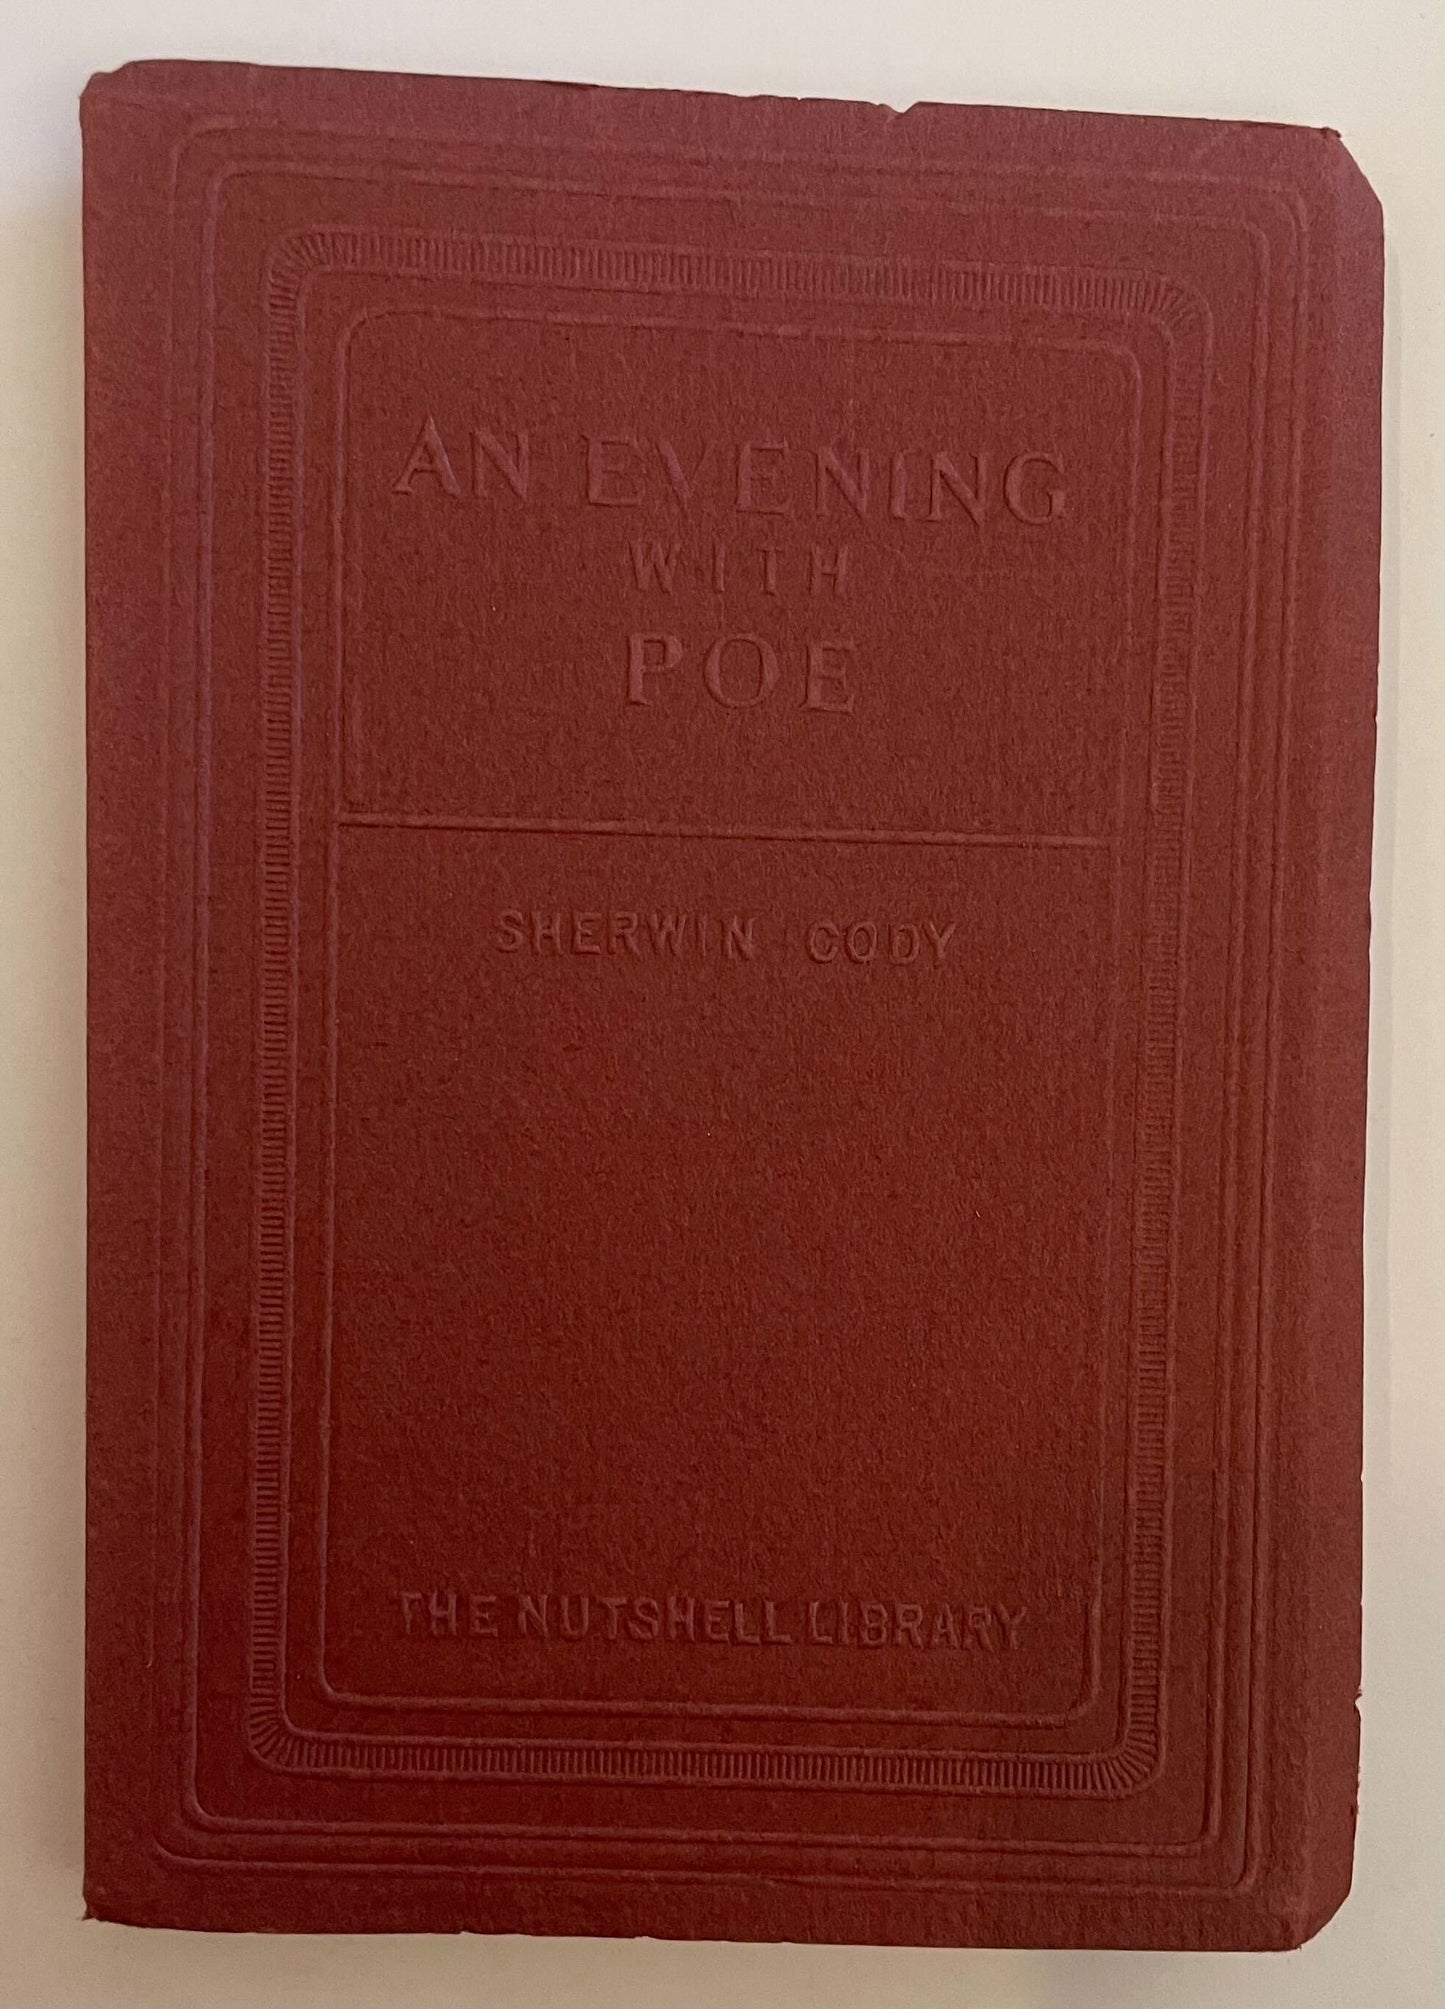 AN EVENING
WITH
POE
SHERWIN CODY
THE NUTSHELL LIBRARY